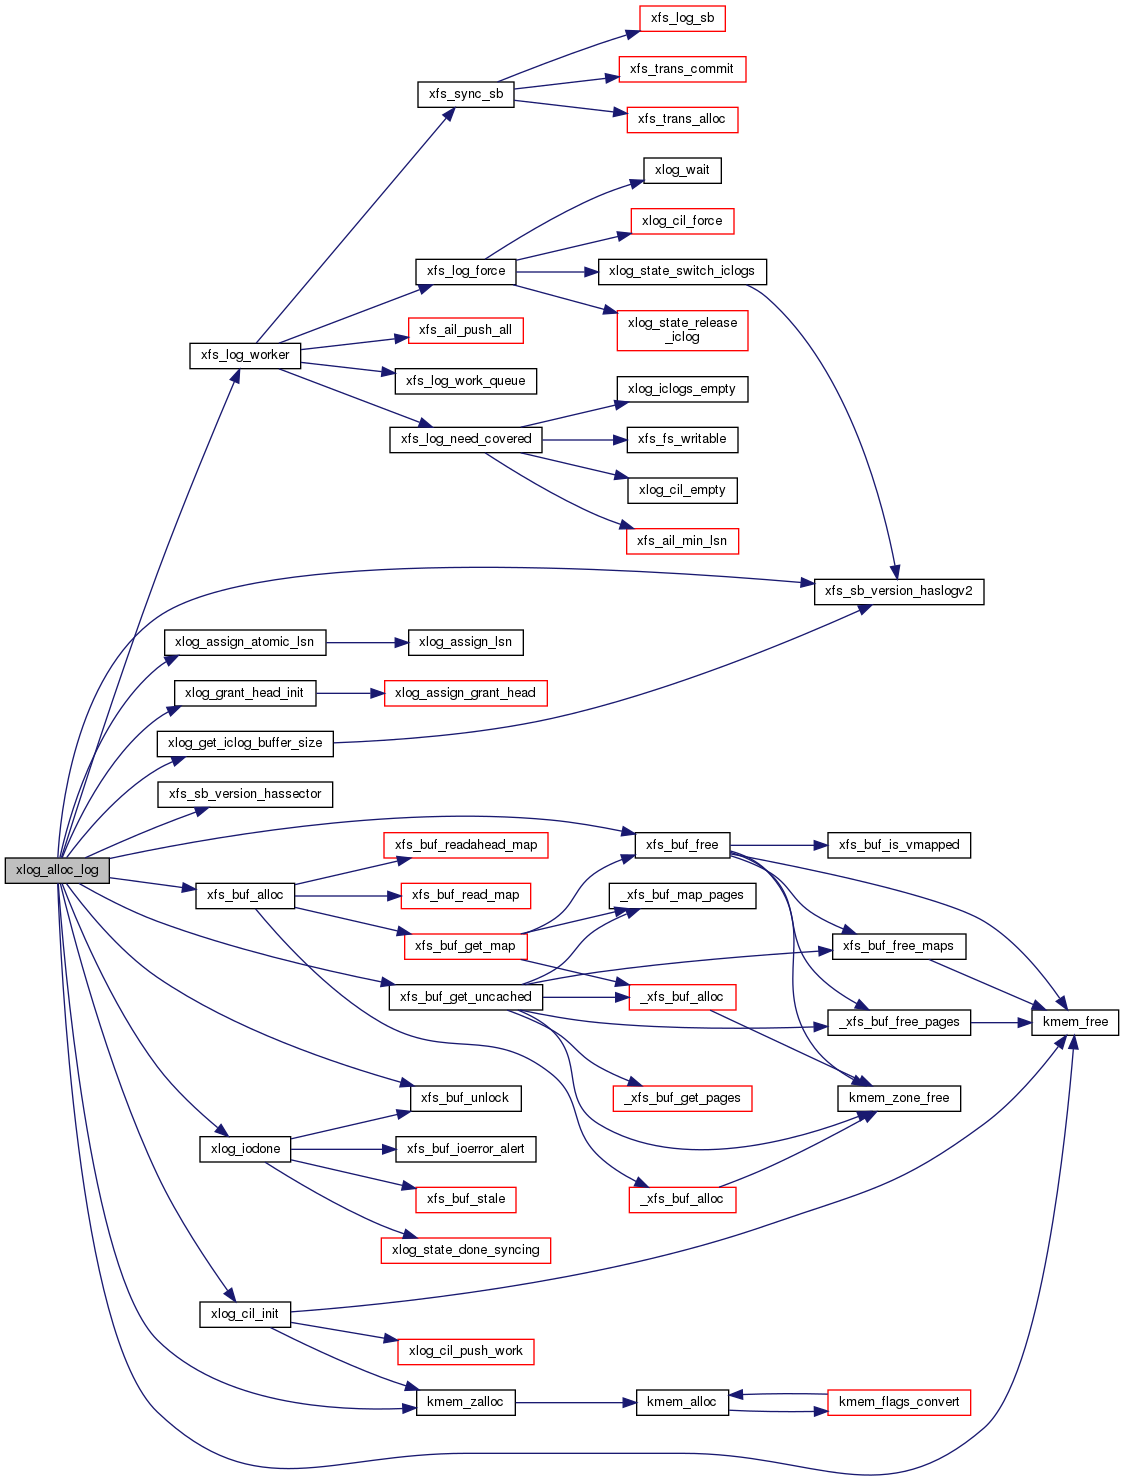 xfs_log_sb
xfs_trans_commit
xfs_sync_sb
xfs_trans_alloc
xlog_wait
xlog_cil_force
xfs_log_force
xlog_state_switch_iclogs
xlog_state_release
_iclog
xfs_ail_push_all
xfs_log_worker
xfs_log_work_queue
xlog_iclogs_empty
xfs_log_need_covered
xfs_fs_writable
xlog_cil_empty
xfs_ail_min_lsn
xfs_sb_version_haslogv2
xlog_assign_atomic_lsn
xlog_assign_lsn
xlog_grant_head_init
xlog_assign_grant_head
xlog_get_iclog_buffer_size
xfs_sb_version_hassector
xfs_buf_readahead_map
xfs_buf_free
xfs_buf_is_vmapped
xlog_alloc_log
xfs_buf_alloc
xfs_buf_read_map
_xfs_buf_map_pages
xfs_buf_get_map
xfs_buf_free_maps
xfs_buf_get_uncached
_xfs_buf_alloc
_xfs_buf_free_pages
kmem_free
xfs_buf_unlock
_xfs_buf_get_pages
kmem_zone_free
xlog_iodone
xfs_buf_ioerror_alert
xfs_buf_stale
_xfs_buf_alloc
xlog_state_done_syncing
xlog_cil_init
xlog_cil_push_work
kmem_zalloc
kmem_alloc
kmem_flags_convert